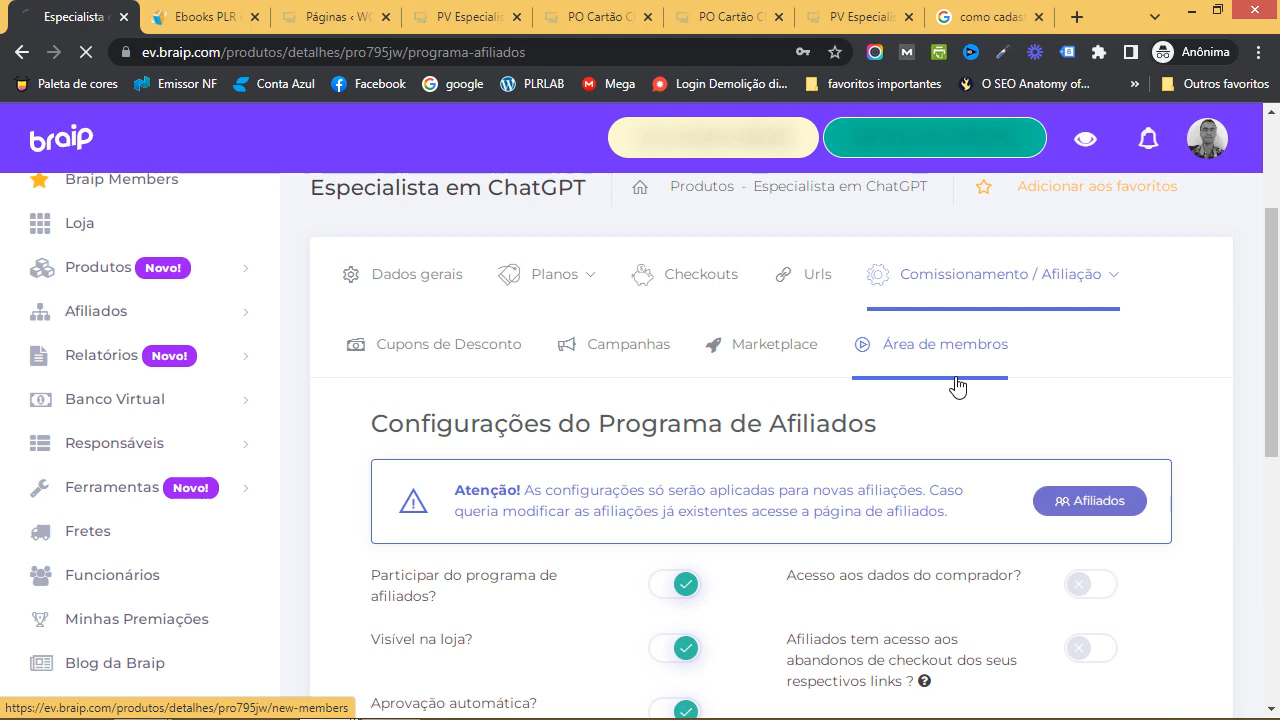 Especialista e
Ebooks PLR
Páginas ‹ WC
PV Especialis
PO Cartão C
PO Cartão C
PV Especialis
como cadast
ev.braip.com/produtos/detalhes/pro795jw/programa-afiliados
Anônima
Paleta de cores
Emissor NF
Conta Azul
Facebook
google
PLRLAB
Mega
Login Demolição di...
favoritos importantes
O SEO Anatomy of...
»
Outros favoritos
braip
Braip Members
Loja
Produtos Novo!
Afiliados
Relatórios Novo!
Banco Virtual
Responsáveis
Ferramentas Novo!
Fretes
Funcionários
Minhas Premiações
Blog da Braip
Especialista em ChatGPT
Produtos - Especialista em ChatGPT
Adicionar aos favoritos
Dados gerais
Planos
Checkouts
Urls
Comissionamento / Afiliação
Cupons de Desconto
Campanhas
Marketplace
Área de membros
Configurações do Programa de Afiliados
Atenção! As configurações só serão aplicadas para novas afiliações. Caso
queria modificar as afiliações já existentes acesse a página de afiliados.
Afiliados
Participar do programa de
afiliados?
Acesso aos dados do comprador?
Visível na loja?
Afiliados tem acesso aos
abandonos de checkout dos seus
respectivos links ?
Aprovação automática?
https://ev.braip.com/produtos/detalhes/pro795jw/new-members